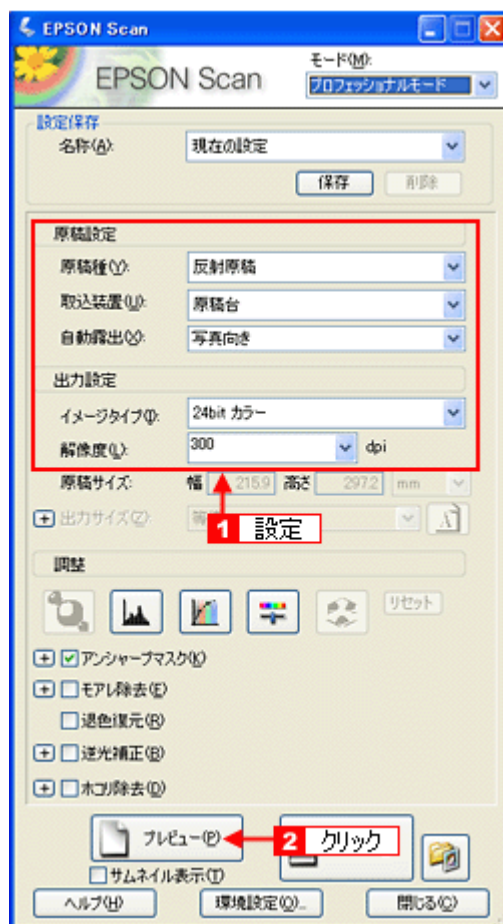 EPSON Scan
EPSON Scan
モード(M):
プロフェッショナルモード
設定保存
名称(A):
現在の設定
保存
削除
原稿設定
原稿種(Y):
反射原稿
取込装置(U):
原稿台
自動露出(X):
写真向き
出力設定
イメージタイプ(I):
24bit カラー
解像度(L):
300
dpi
原稿サイズ:
幅 215.9 高さ 297.2 mm
出力サイズ(Z):
1 設定
調整
リセット
アンシャープマスク(K)
モアレ除去(E)
退色復元(R)
逆光補正(B)
ホコリ除去(D)
プレビュー(P)
2 クリック
サムネイル表示(T)
ヘルプ(H)
環境設定(O)...
閉じる(C)